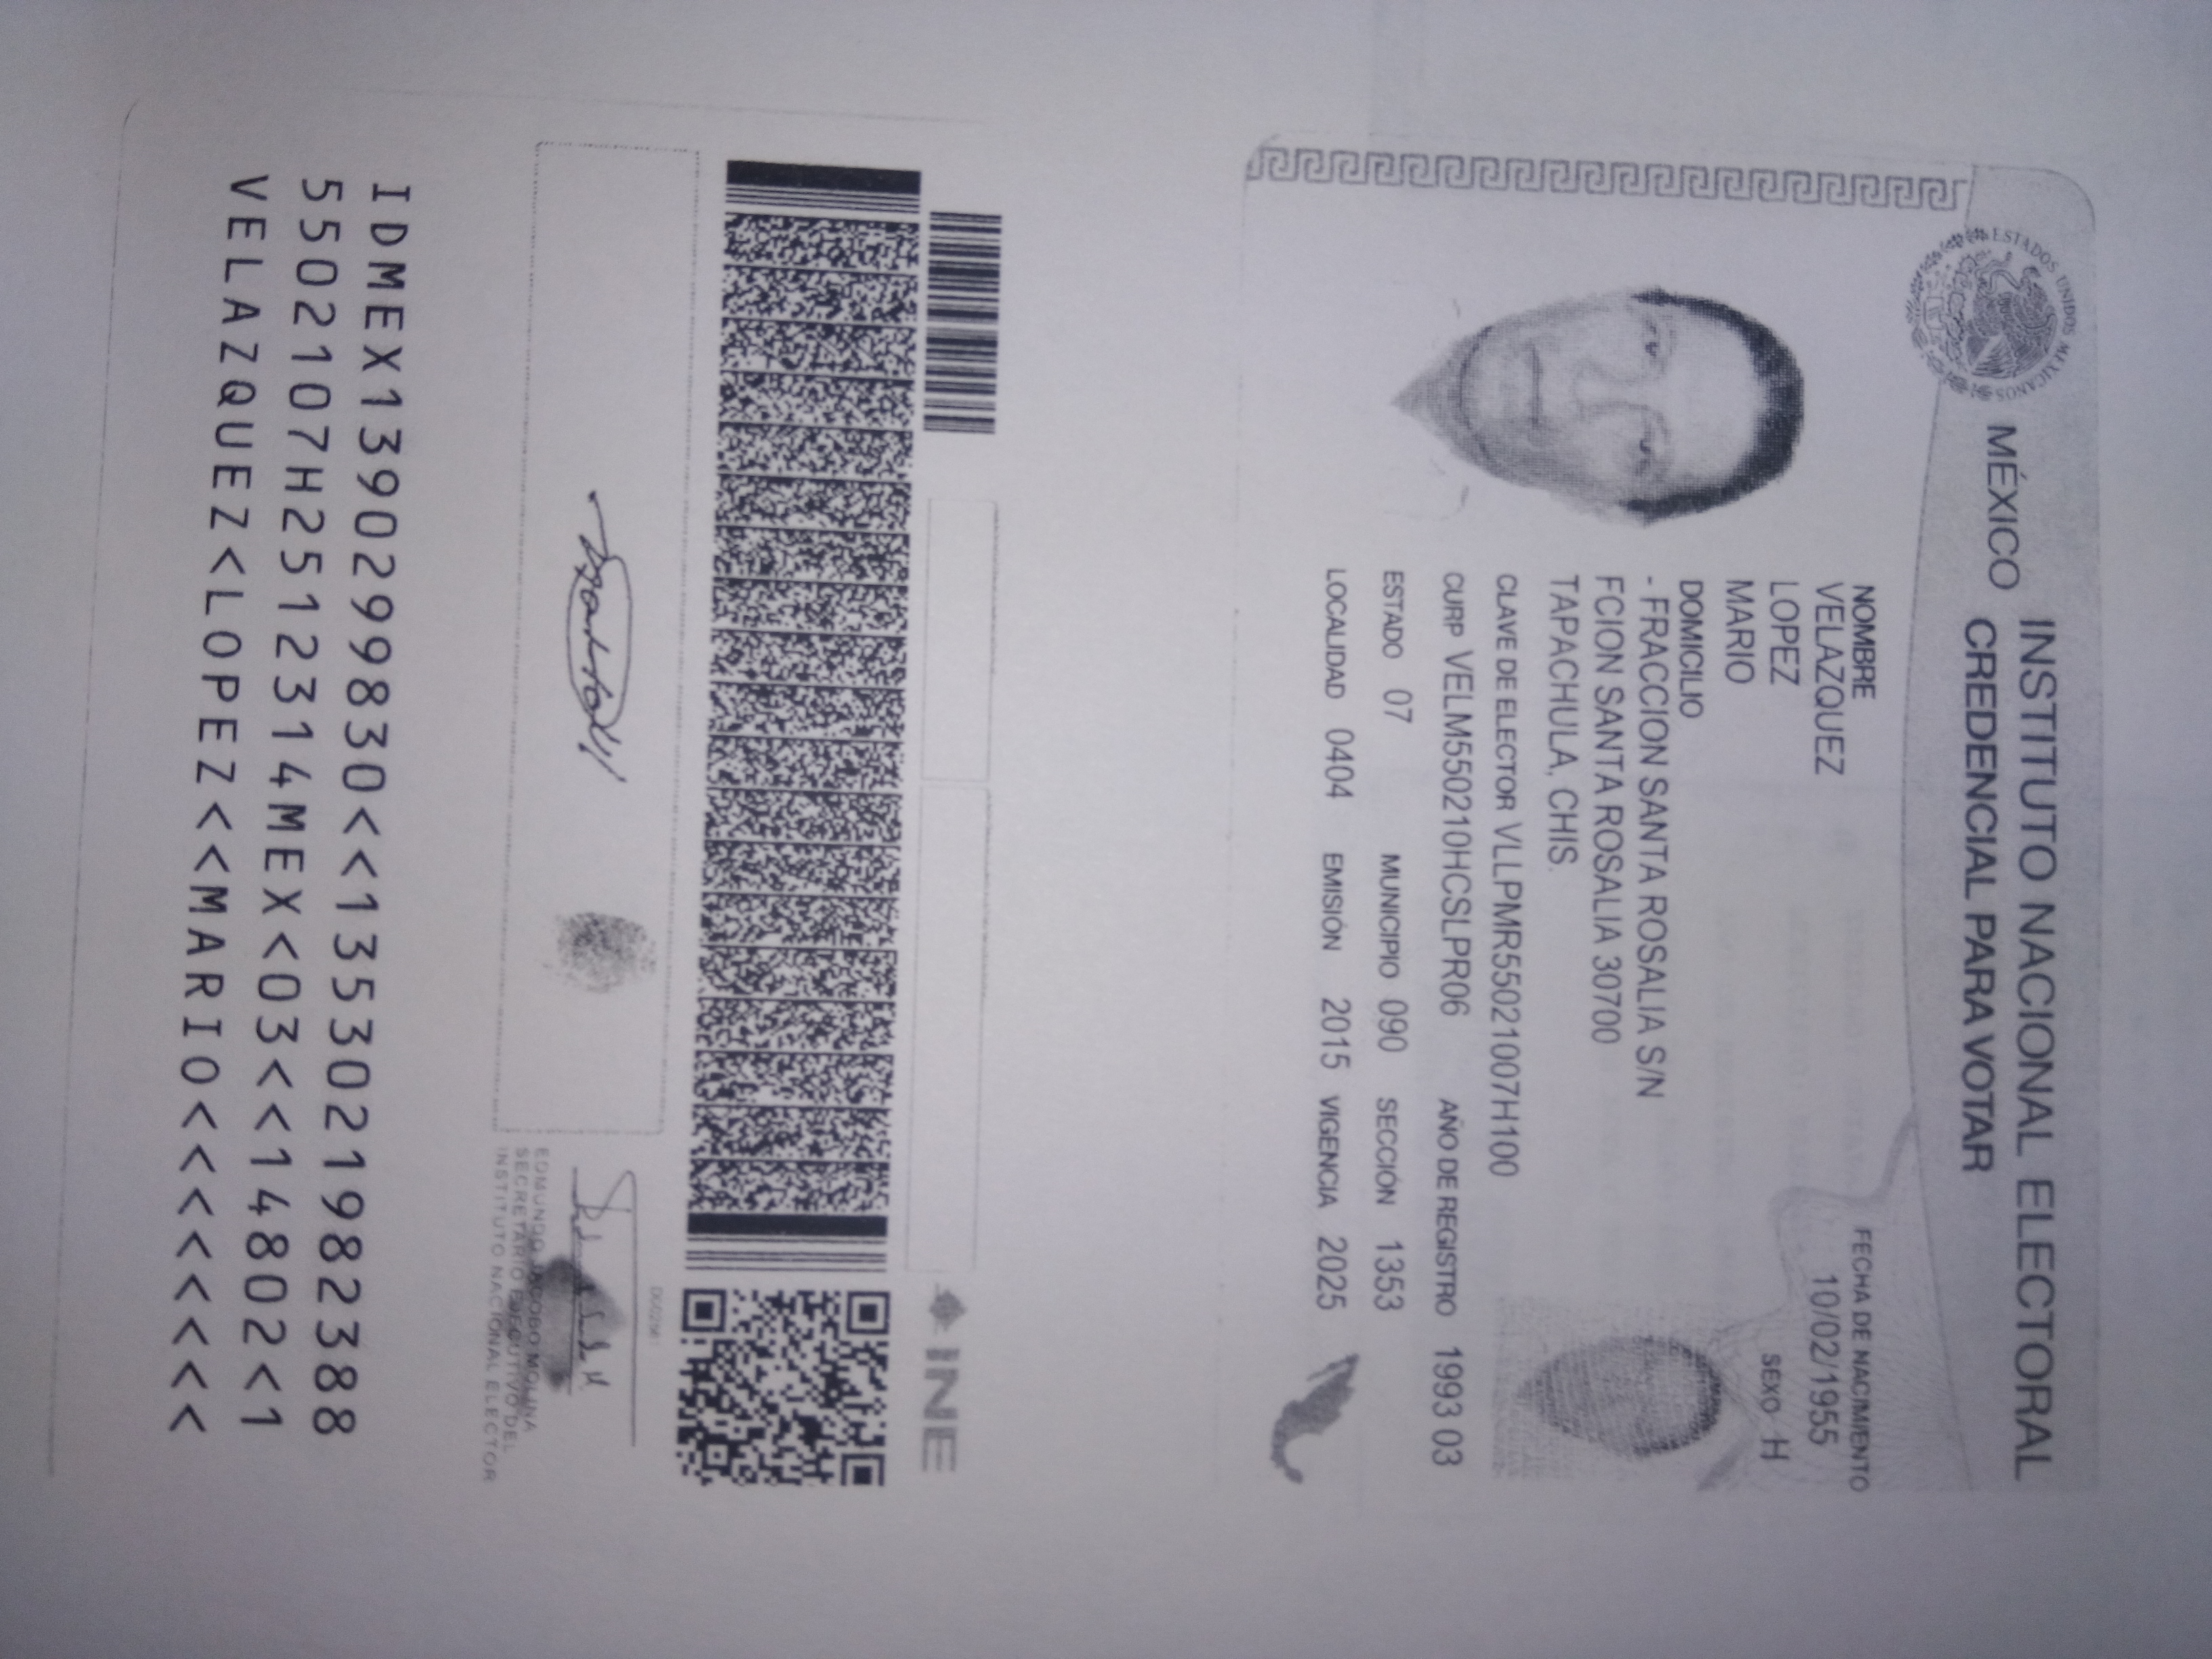 ESTADOS UNIDOS MEXICANOS
MÉXICO
INSTITUTO NACIONAL ELECTORAL
CREDENCIAL PARA VOTAR
NOMBRE
VELAZQUEZ
LOPEZ
MARIO
FECHA DE NACIMIENTO
10/02/1955
SEXO H
DOMICILIO
- FRACCION SANTA ROSALIA S/N
FCION SANTA ROSALIA 30700
TAPACHULA, CHIS.
CLAVE DE ELECTOR VLLPMR55021007H100
CURP VELM550210HCSLPR06 AÑO DE REGISTRO 1993 03
ESTADO 07 MUNICIPIO 090 SECCIÓN 1353
LOCALIDAD 0404 EMISIÓN 2015 VIGENCIA 2025
INE
EDMUNDO JACOBO MOLINA
SECRETARIO EJECUTIVO DEL
INSTITUTO NACIONAL ELECTOR
IDMEX1390299830<<1353021982388
5502107H2512314MEX<03<<14802<1
VELAZQUEZ<LOPEZ<<MARIO<<<<<<<<